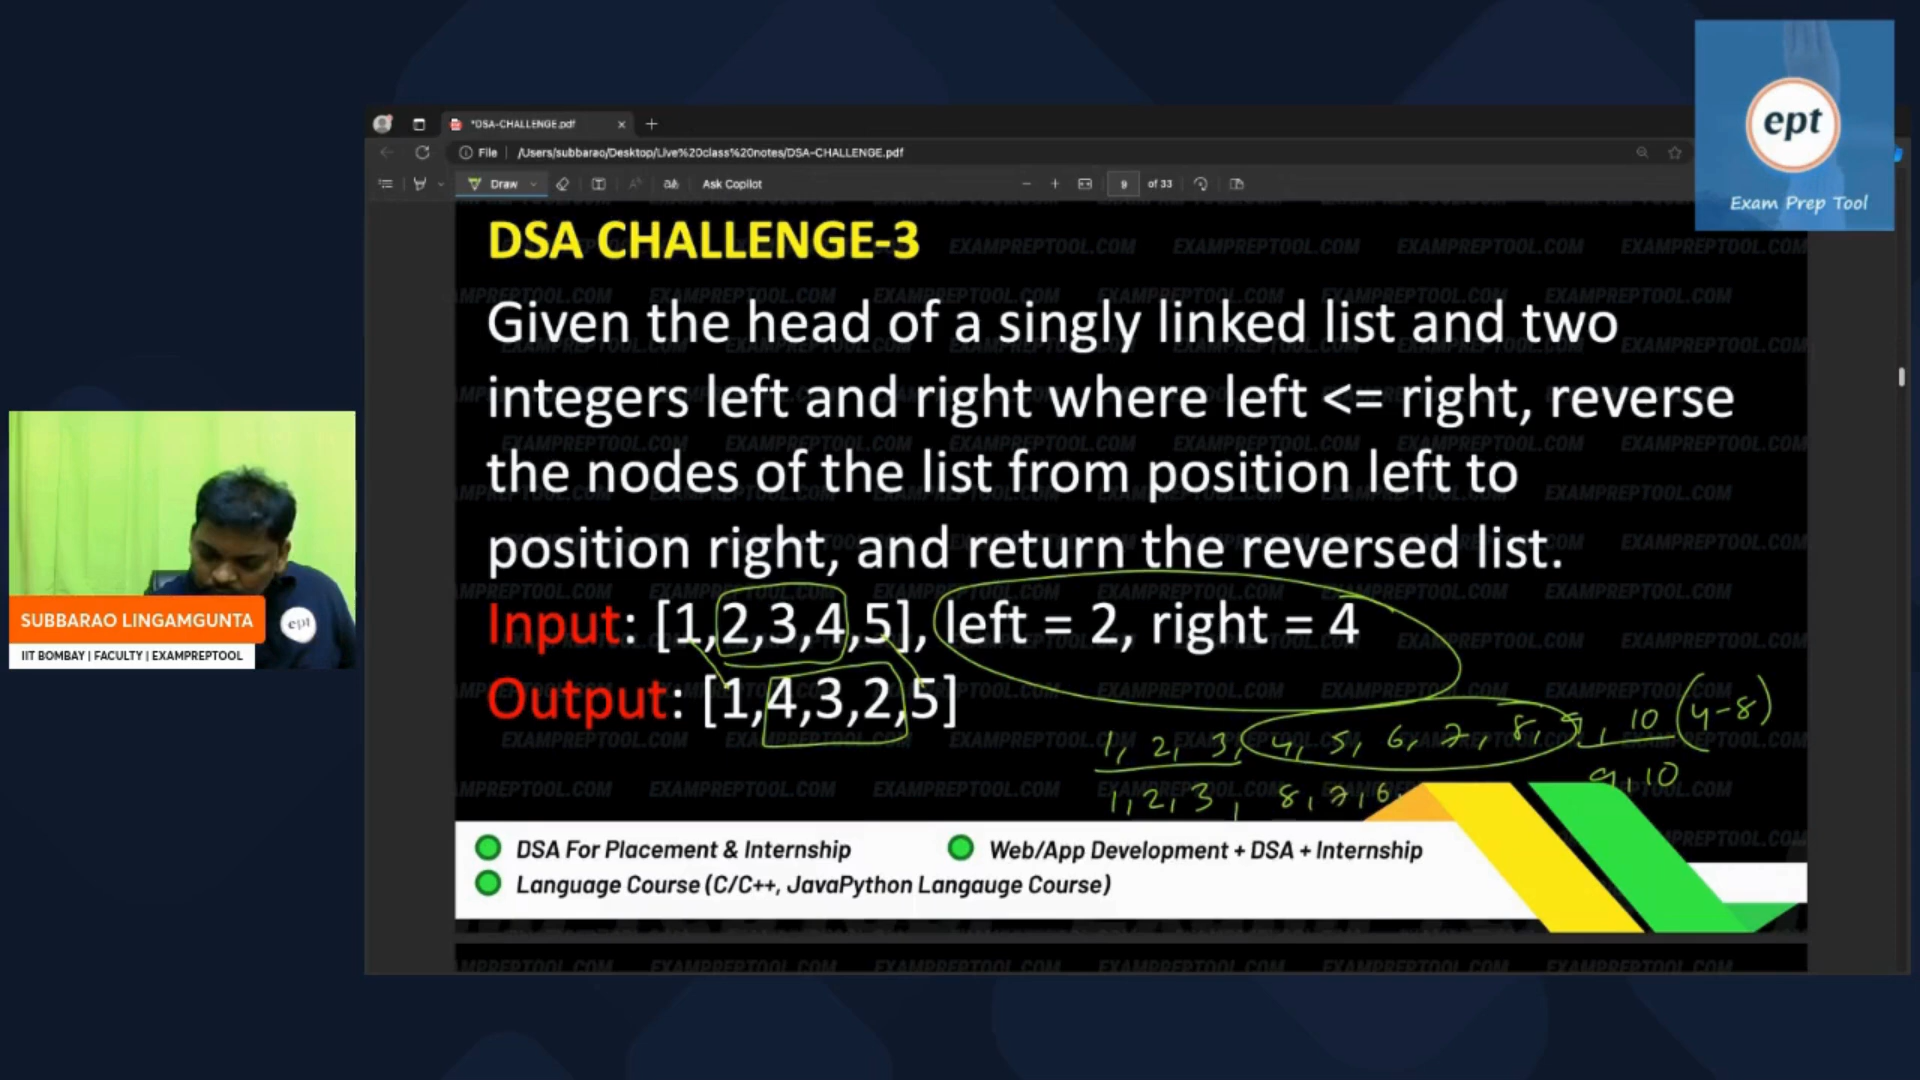 ept
Exam Prep Tool
*DSA-CHALLENGE.pdf
File | /Users/subbarao/Desktop/Live%20class%20notes/DSA-CHALLENGE.pdf
Draw
Ask Copilot
9 of 33
DSA CHALLENGE-3
Given the head of a singly linked list and two
integers left and right where left <= right, reverse
the nodes of the list from position left to
position right, and return the reversed list.
Input: [1,2,3,4,5], left = 2, right = 4
Output: [1,4,3,2,5]
1, 2, 3, 4, 5, 6, 7, 8, 9, 10 (4-8)
1, 2, 3, 8, 7, 6, 9, 10
DSA For Placement & Internship
Web/App Development + DSA + Internship
Language Course (C/C++, JavaPython Langauge Course)
SUBBARAO LINGAMGUNTA
ept
IIT BOMBAY | FACULTY | EXAMPREPTOOL
EXAMPREPTOOL.COM